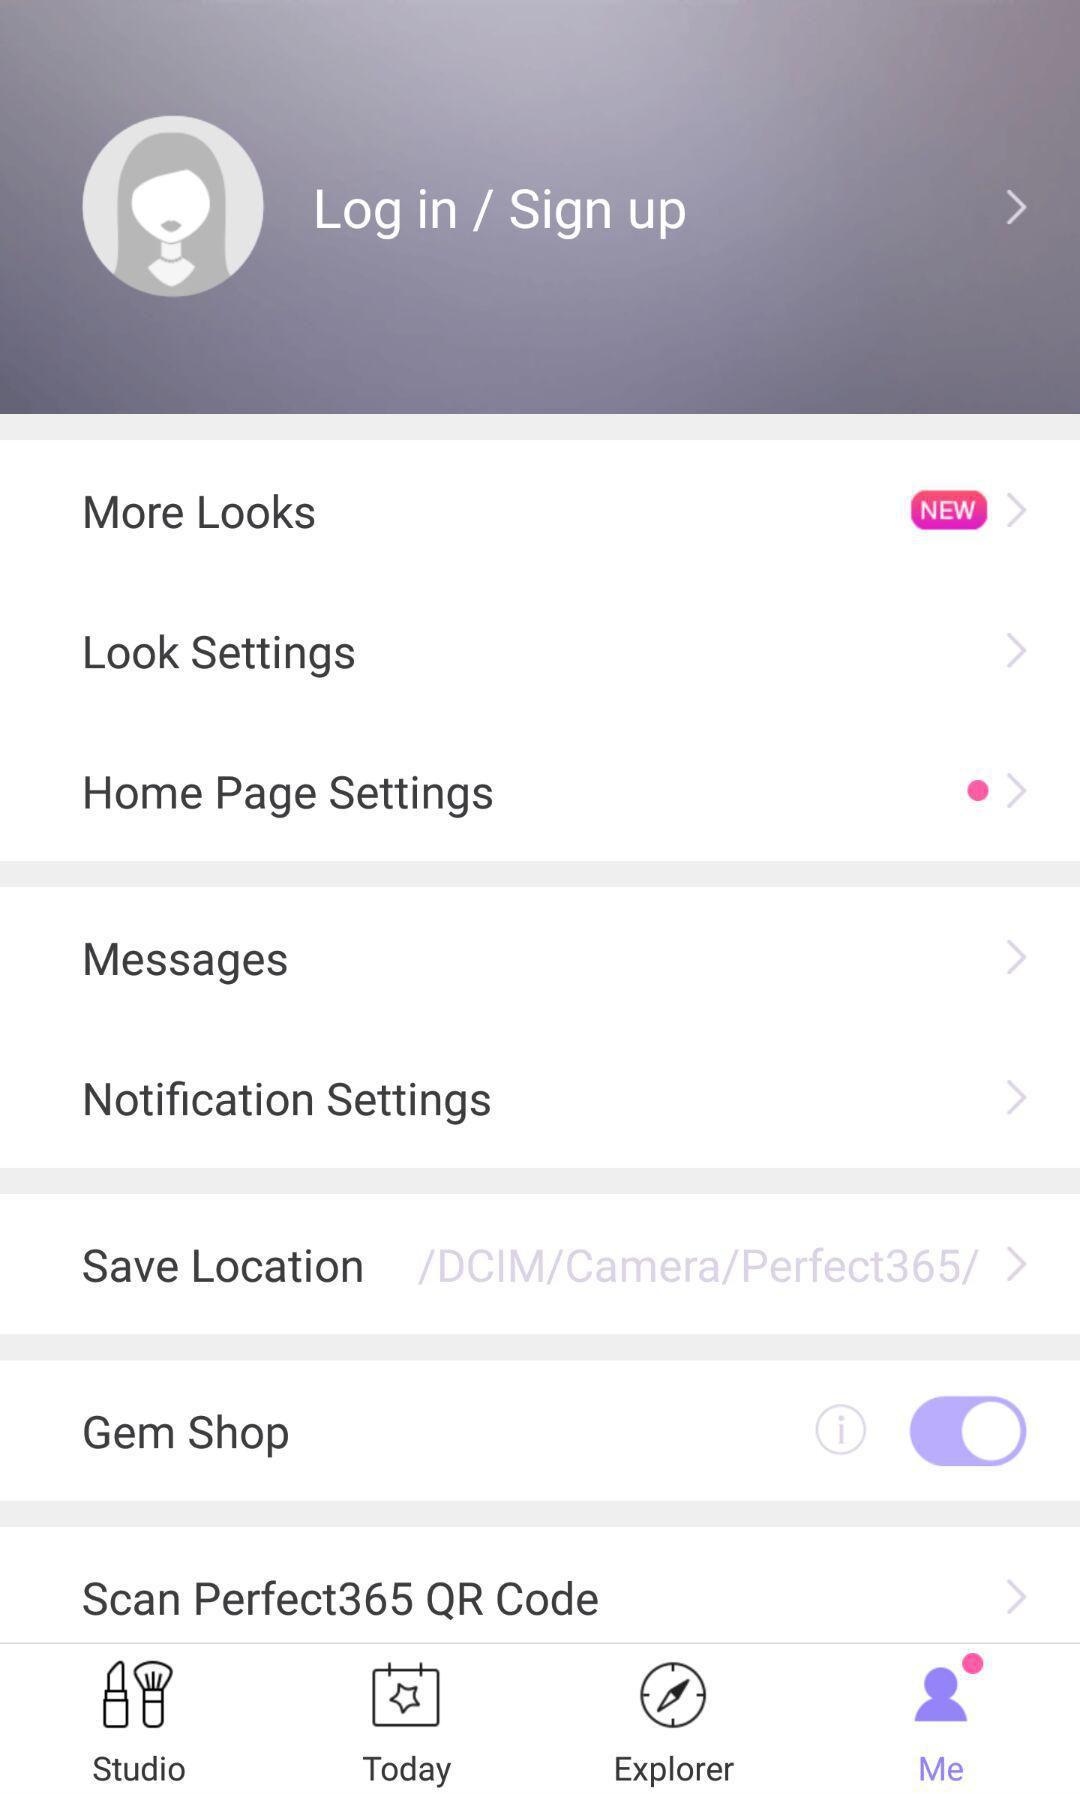 Log in / Sign up
More Looks NEW
Look Settings
Home Page Settings
Messages
Notification Settings
Save Location /DCIM/Camera/Perfect365/
Gem Shop i
Scan Perfect365 QR Code
Studio Today Explorer Me